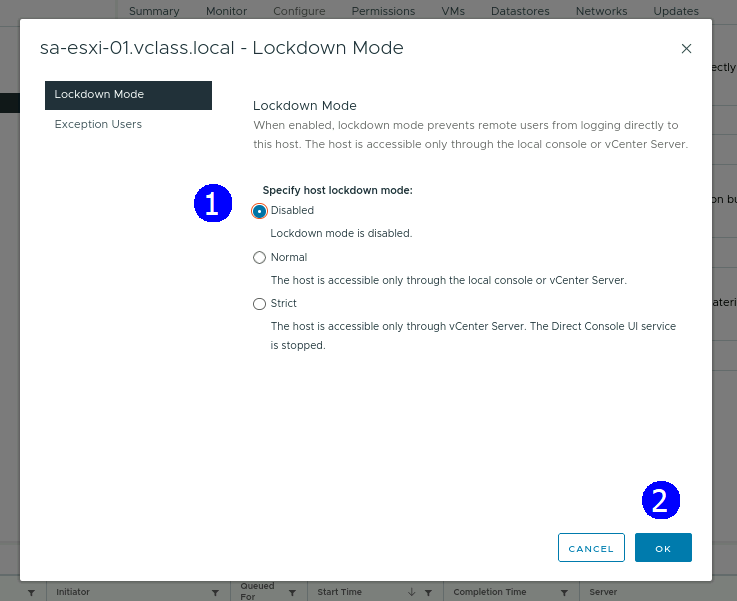 Summary Monitor Configure Permissions VMs Datastores Networks Updates
sa-esxi-01.vclass.local - Lockdown Mode
Lockdown Mode
Exception Users
Lockdown Mode
When enabled, lockdown mode prevents remote users from logging directly to
this host. The host is accessible only through the local console or vCenter Server.
1
Specify host lockdown mode:
Disabled
Lockdown mode is disabled.
Normal
The host is accessible only through the local console or vCenter Server.
Strict
The host is accessible only through vCenter Server. The Direct Console UI service
is stopped.
2
CANCEL OK
Initiator Queued For Start Time Completion Time Server